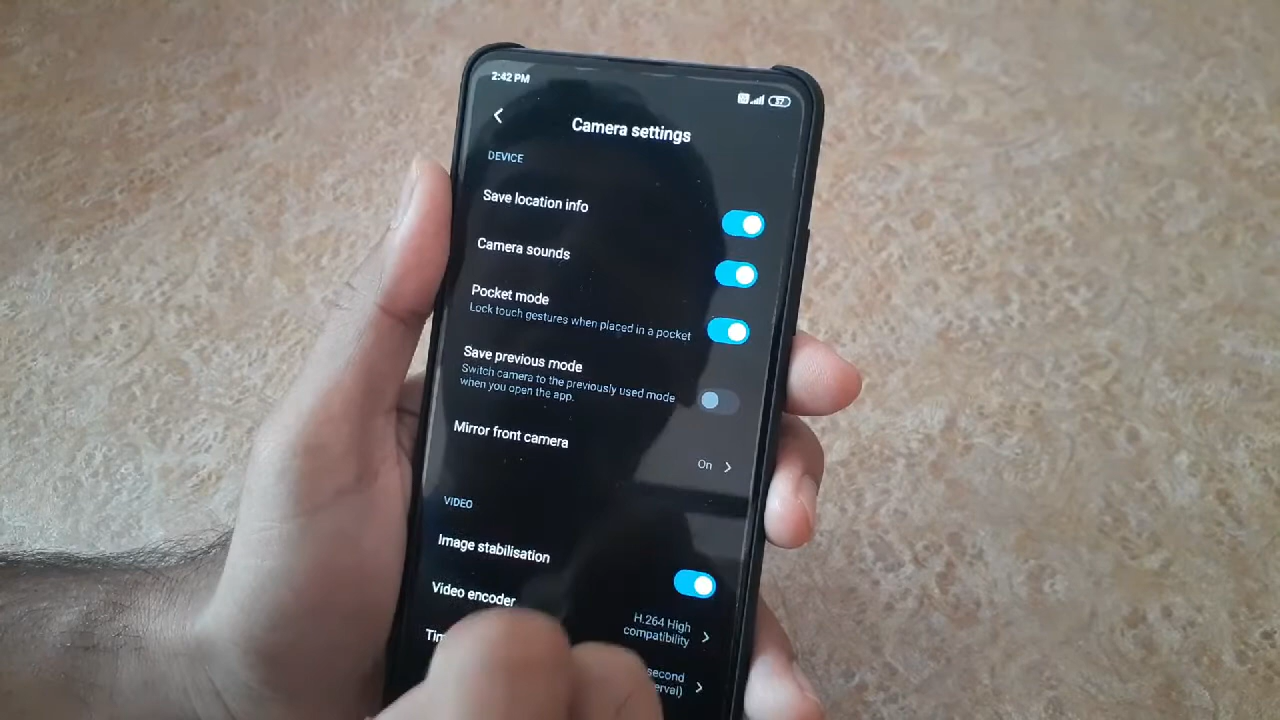 2:42 PM
Camera settings
DEVICE
Save location info
Camera sounds
Pocket mode
Lock touch gestures when placed in a pocket
Save previous mode
Switch camera to the previously used mode
when you open the app.
Mirror front camera
On
VIDEO
Image stabilisation
Video encoder
H.264 High
compatibility
second